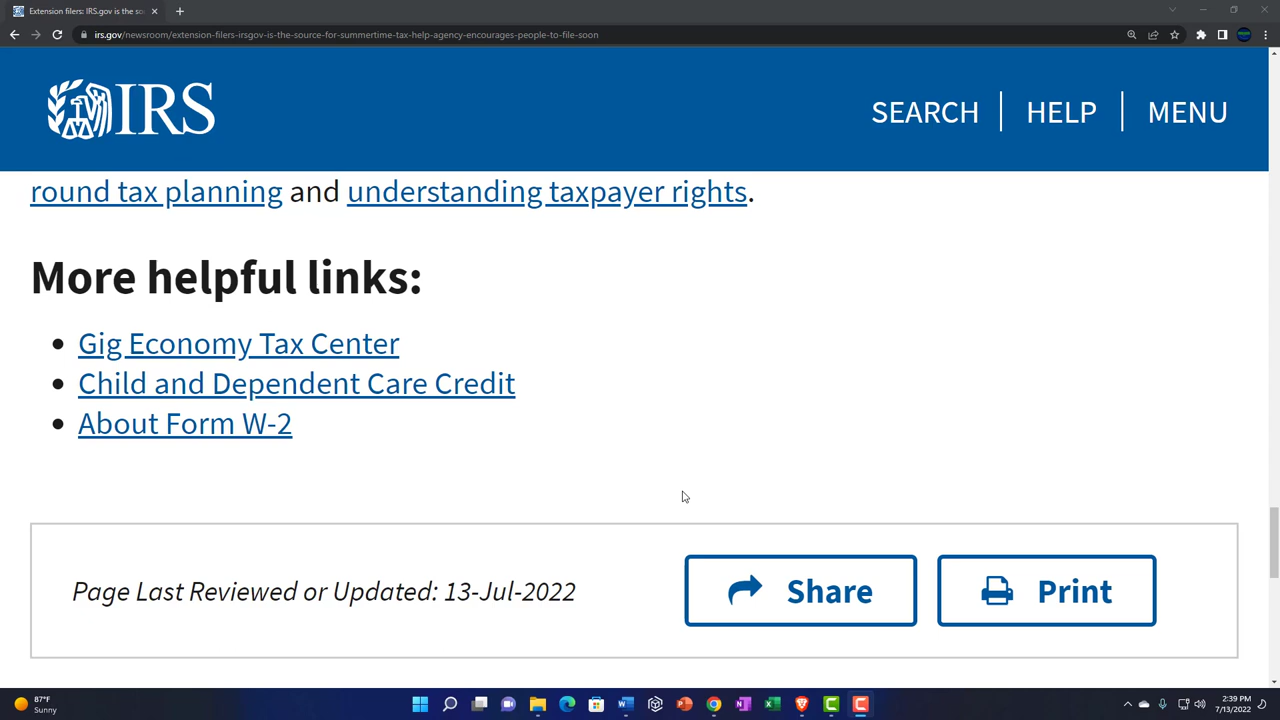 Extension filers: IRS.gov is the so
irs.gov/newsroom/extension-filers-irsgov-is-the-source-for-summertime-tax-help-agency-encourages-people-to-file-soon
IRS
SEARCH
HELP
MENU
round tax planning and understanding taxpayer rights.
More helpful links:
• Gig Economy Tax Center
• Child and Dependent Care Credit
• About Form W-2
Page Last Reviewed or Updated: 13-Jul-2022
Share
Print
87°F
Sunny
2:39 PM
7/13/2022